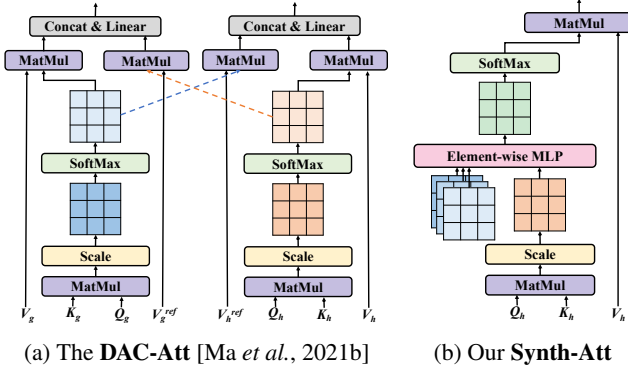 Concat & Linear
Concat & Linear
MatMul
MatMul
MatMul
MatMul
MatMul
SoftMax
SoftMax
SoftMax
Element-wise MLP
Scale
Scale
Scale
MatMul
MatMul
MatMul
V_g K_g Q_g V_g^ref V_h^ref Q_h K_h V_h Q_h K_h V_h
(a) The DAC-Att [Ma et al., 2021b]
(b) Our Synth-Att